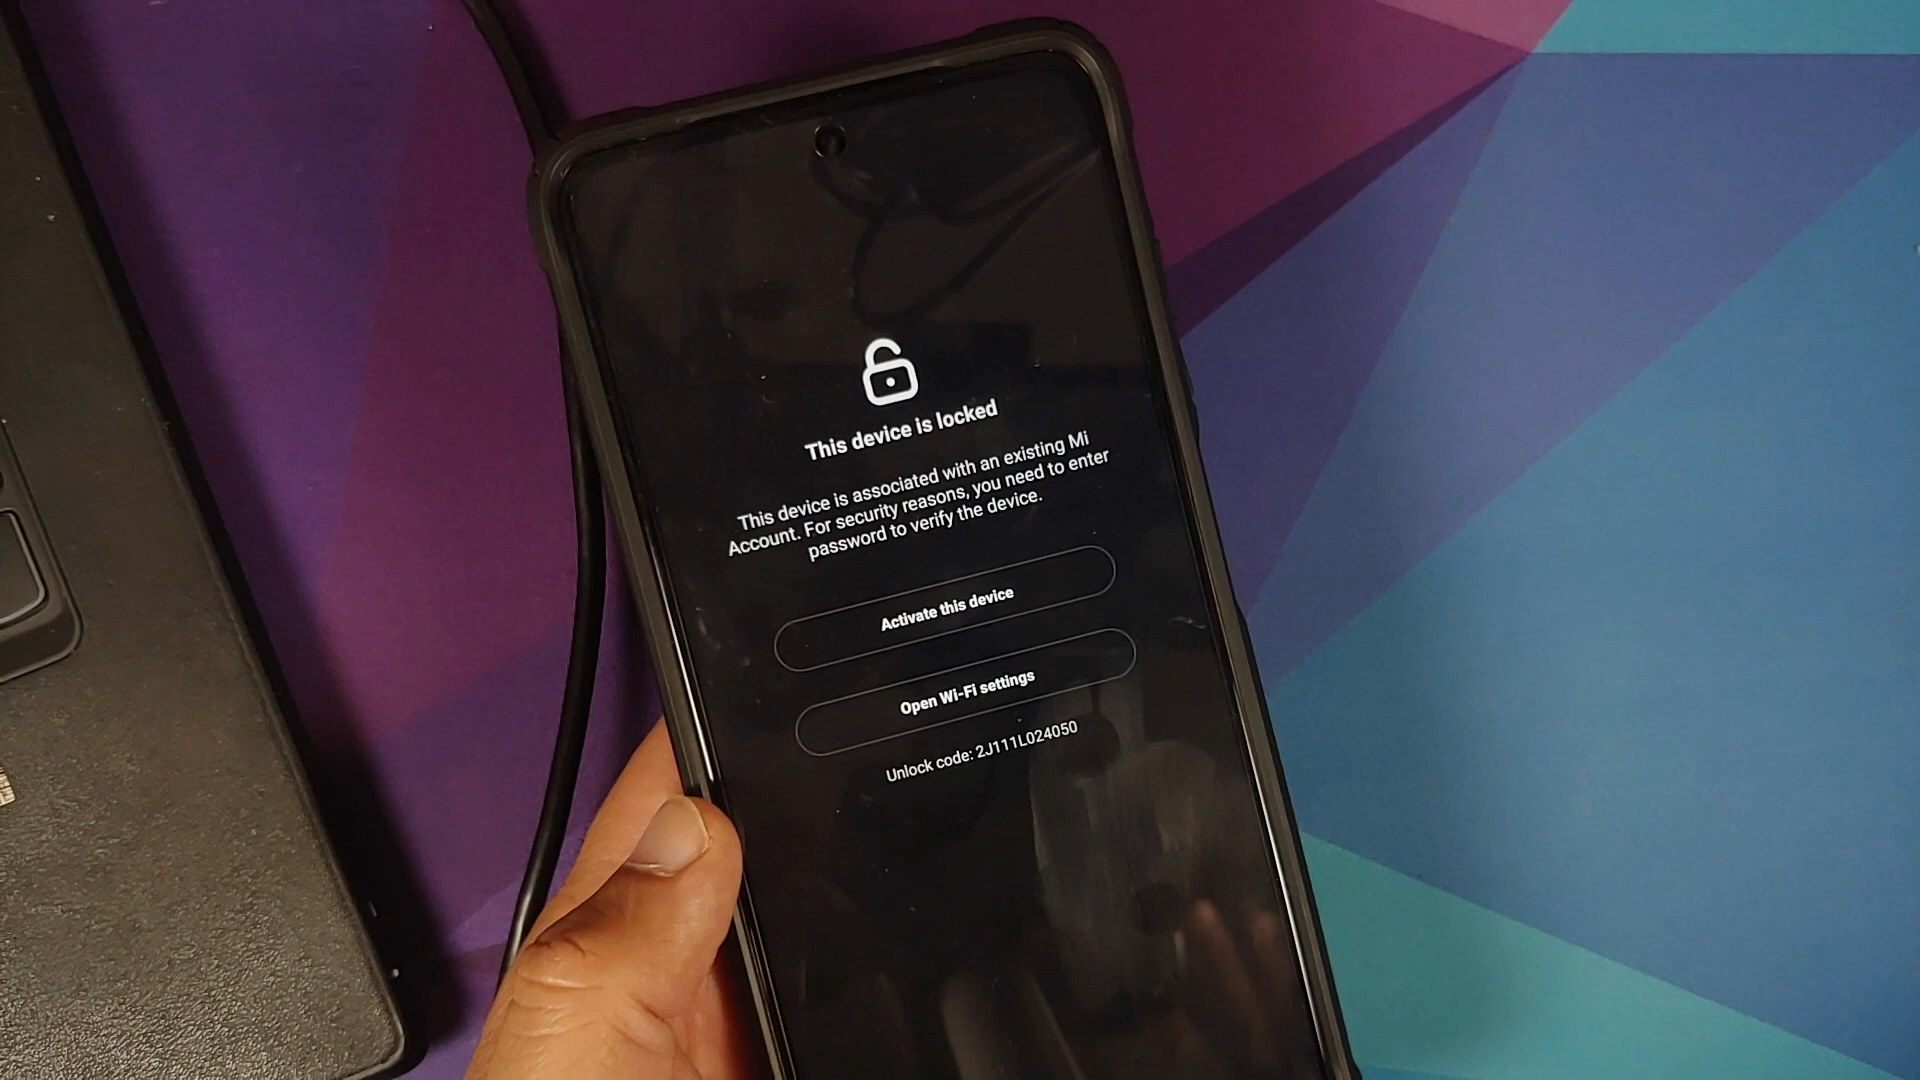 This device is locked
This device is associated with an existing Mi
Account. For security reasons, you need to enter
password to verify the device.
Activate this device
Open Wi-Fi settings
Unlock code: 2J111L024050